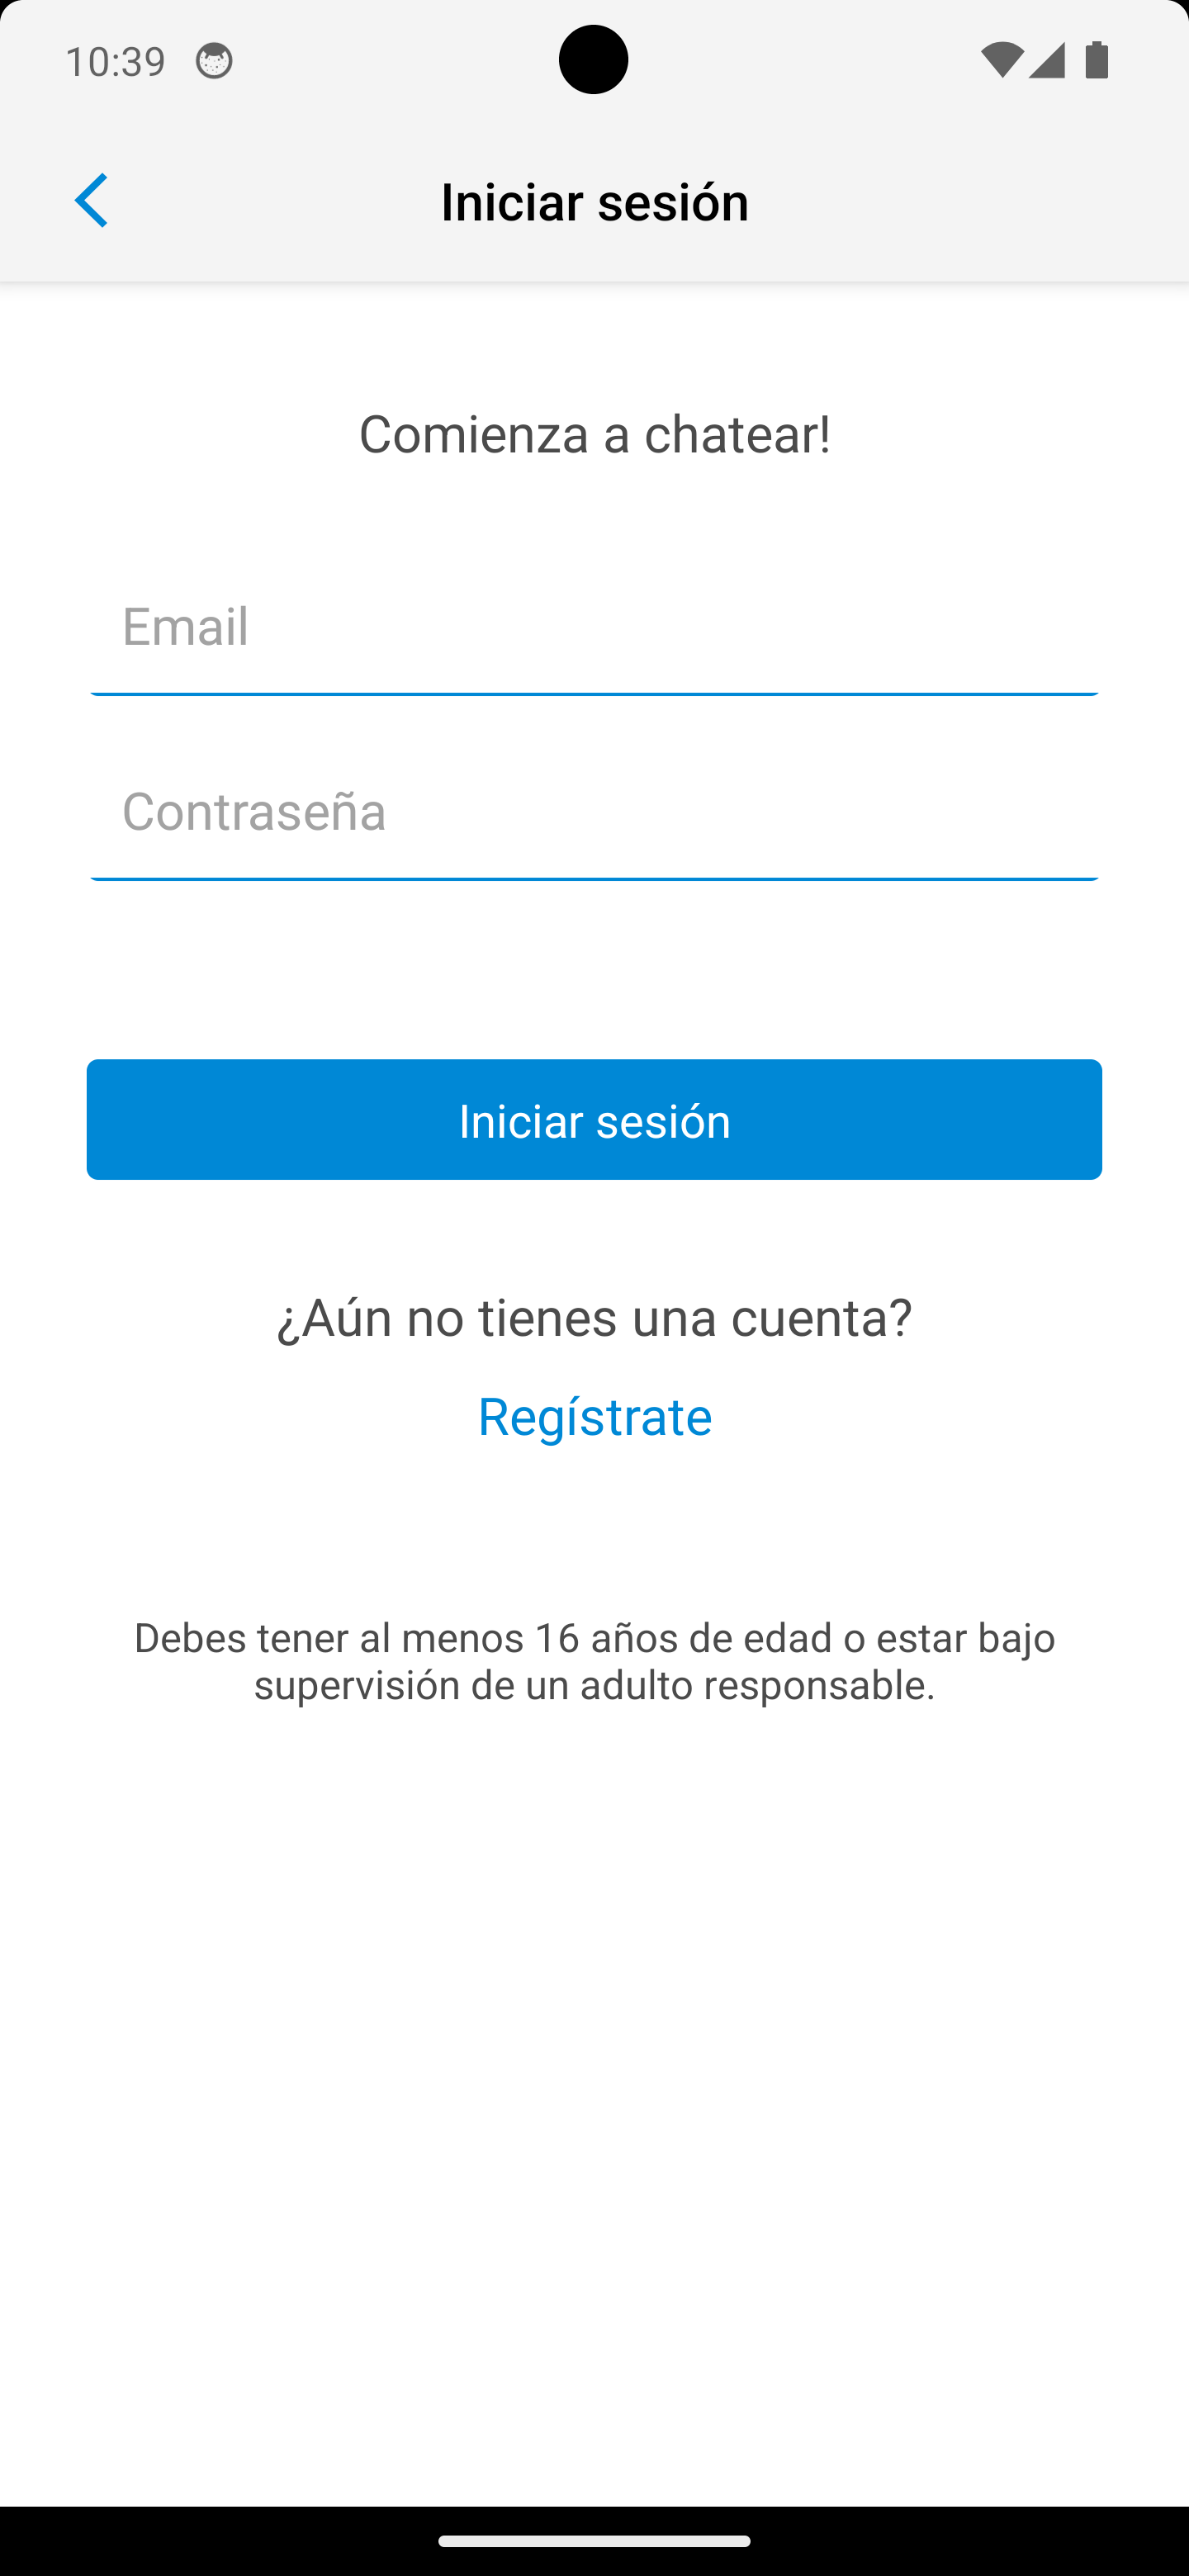 10:39
Iniciar sesión
Comienza a chatear!
Email
Contraseña
Iniciar sesión
¿Aún no tienes una cuenta?
Regístrate
Debes tener al menos 16 años de edad o estar bajo
supervisión de un adulto responsable.